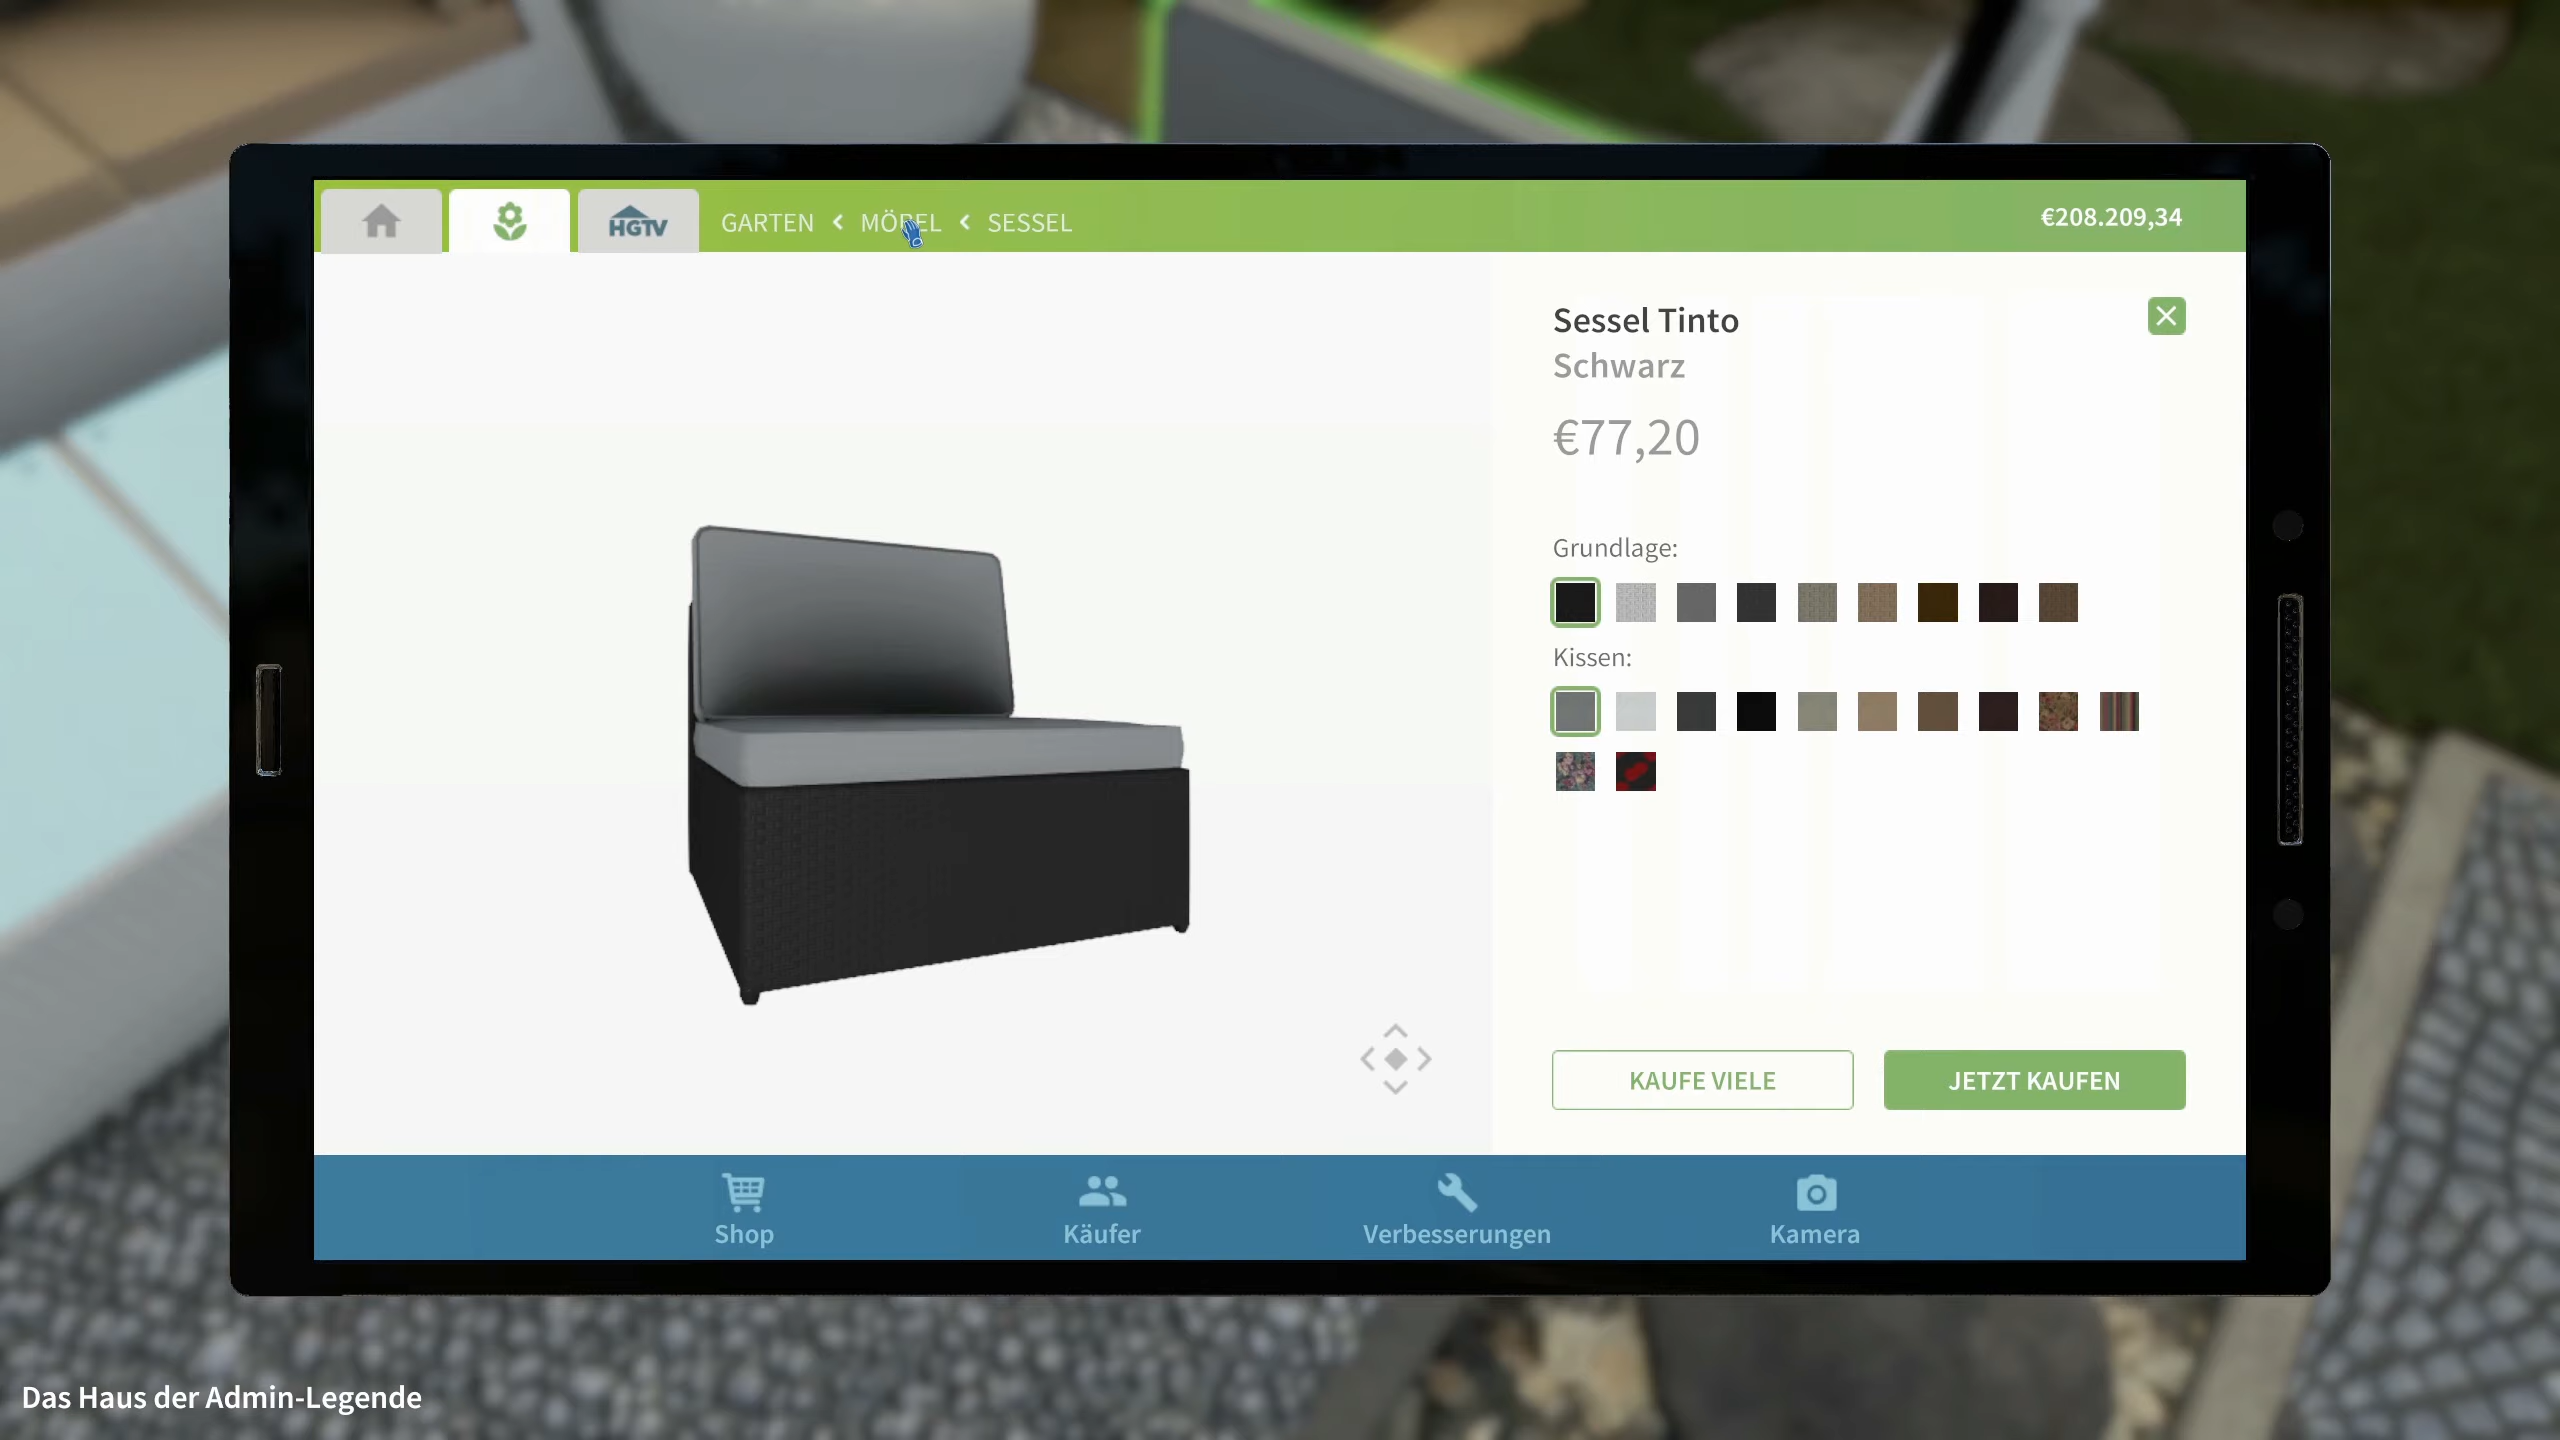 HGTV
GARTEN < MÖBEL < SESSEL
€208.209,34
Sessel Tinto
Schwarz
€77,20
Grundlage:
Kissen:
KAUFE VIELE
JETZT KAUFEN
Shop
Käufer
Verbesserungen
Kamera
Das Haus der Admin-Legende